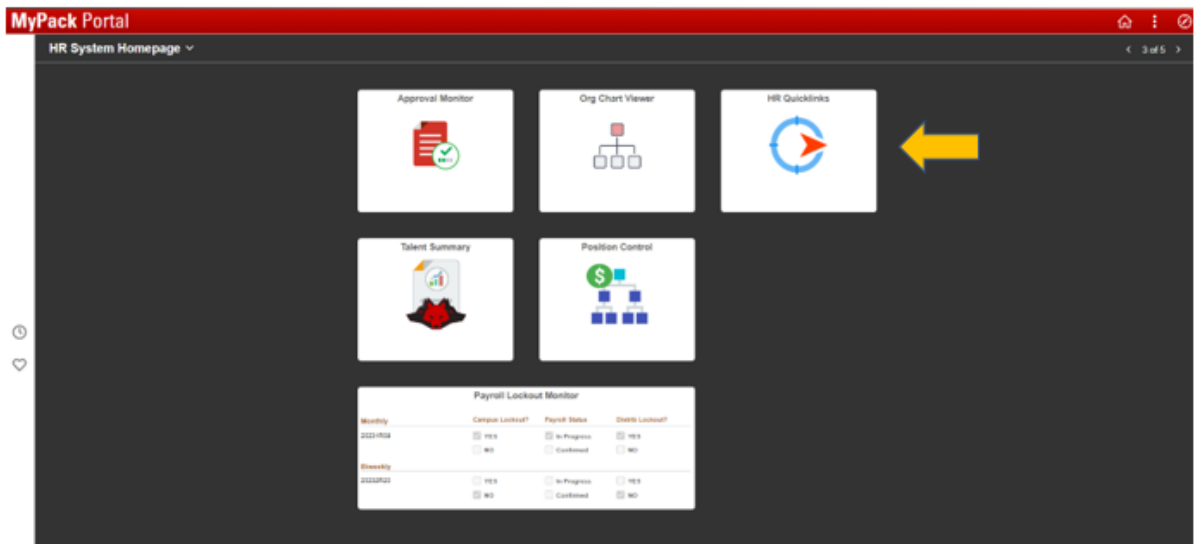 MyPack Portal
HR System Homepage
3 of 5
Approval Monitor
Org Chart Viewer
HR Quicklinks
Talent Summary
Position Control
$
Payroll Lockout Monitor
Monthly Campus Lockout? Payroll Status Distrib Lockout?
YES In Progress YES
NO Confirmed NO
Biweekly
YES In Progress YES
NO Confirmed NO